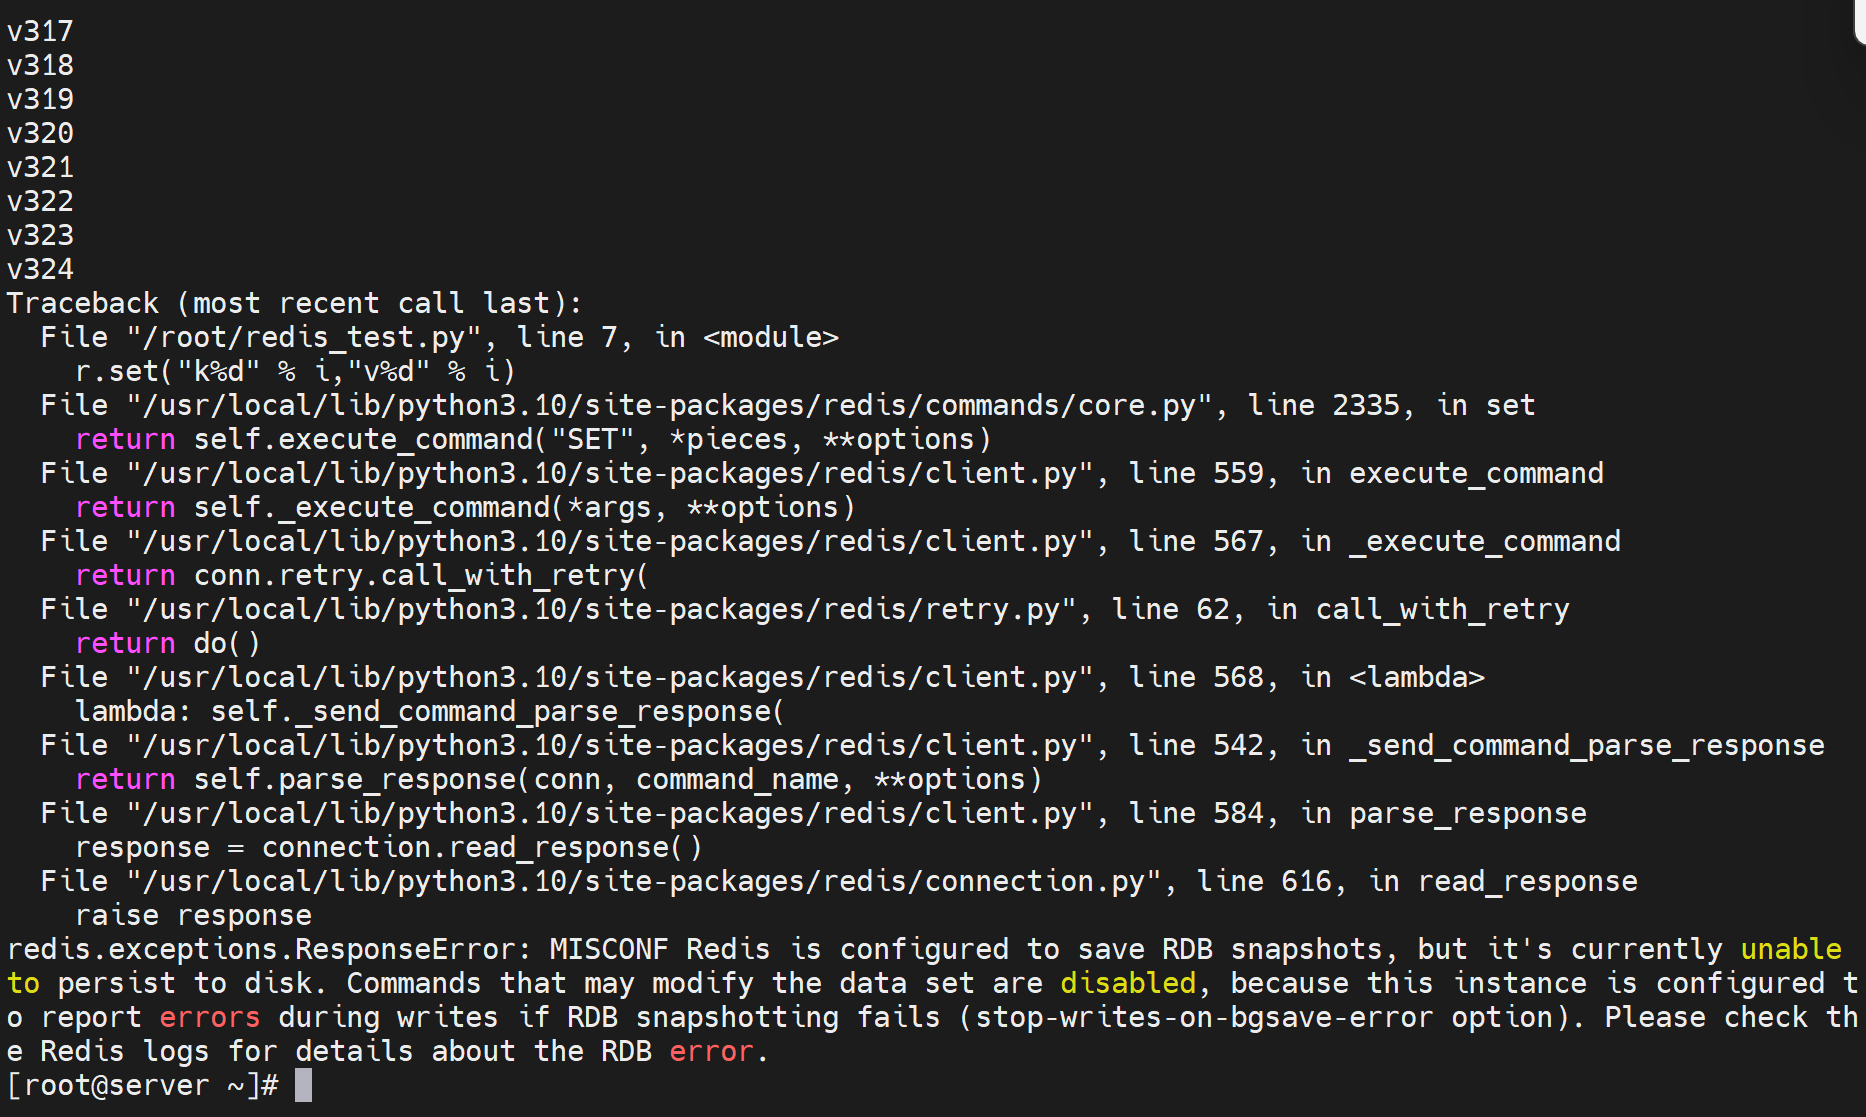 v317
v318
v319
v320
v321
v322
v323
v324
Traceback (most recent call last):
  File "/root/redis_test.py", line 7, in <module>
    r.set("k%d" % i,"v%d" % i)
  File "/usr/local/lib/python3.10/site-packages/redis/commands/core.py", line 2335, in set
    return self.execute_command("SET", *pieces, **options)
  File "/usr/local/lib/python3.10/site-packages/redis/client.py", line 559, in execute_command
    return self._execute_command(*args, **options)
  File "/usr/local/lib/python3.10/site-packages/redis/client.py", line 567, in _execute_command
    return conn.retry.call_with_retry(
  File "/usr/local/lib/python3.10/site-packages/redis/retry.py", line 62, in call_with_retry
    return do()
  File "/usr/local/lib/python3.10/site-packages/redis/client.py", line 568, in <lambda>
    lambda: self._send_command_parse_response(
  File "/usr/local/lib/python3.10/site-packages/redis/client.py", line 542, in _send_command_parse_response
    return self.parse_response(conn, command_name, **options)
  File "/usr/local/lib/python3.10/site-packages/redis/client.py", line 584, in parse_response
    response = connection.read_response()
  File "/usr/local/lib/python3.10/site-packages/redis/connection.py", line 616, in read_response
    raise response
redis.exceptions.ResponseError: MISCONF Redis is configured to save RDB snapshots, but it's currently unable
to persist to disk. Commands that may modify the data set are disabled, because this instance is configured t
o report errors during writes if RDB snapshotting fails (stop-writes-on-bgsave-error option). Please check th
e Redis logs for details about the RDB error.
[root@server ~]#